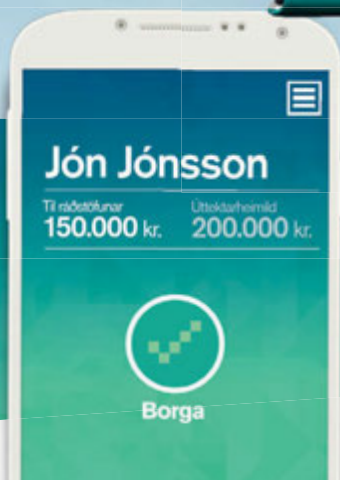 Jón Jónsson
Til ráðstöfunar Úttektarheimild
150.000 kr. 200.000 kr.
Borga